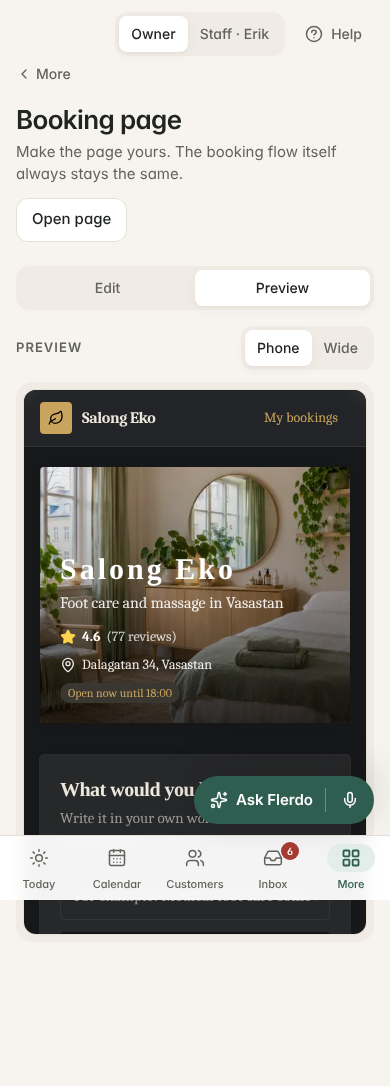 Owner
Staff · Erik
Help
More
Booking page
Make the page yours. The booking flow itself
always stays the same.
Open page
Edit
Preview
PREVIEW
Phone
Wide
Salong Eko
My bookings
Salong Eko
Foot care and massage in Vasastan
4.6 (77 reviews)
Dalagatan 34, Vasastan
Open now until 18:00
What would you
Write it in your own
Ask Flerdo
Today
Calendar
Customers
6
Inbox
More